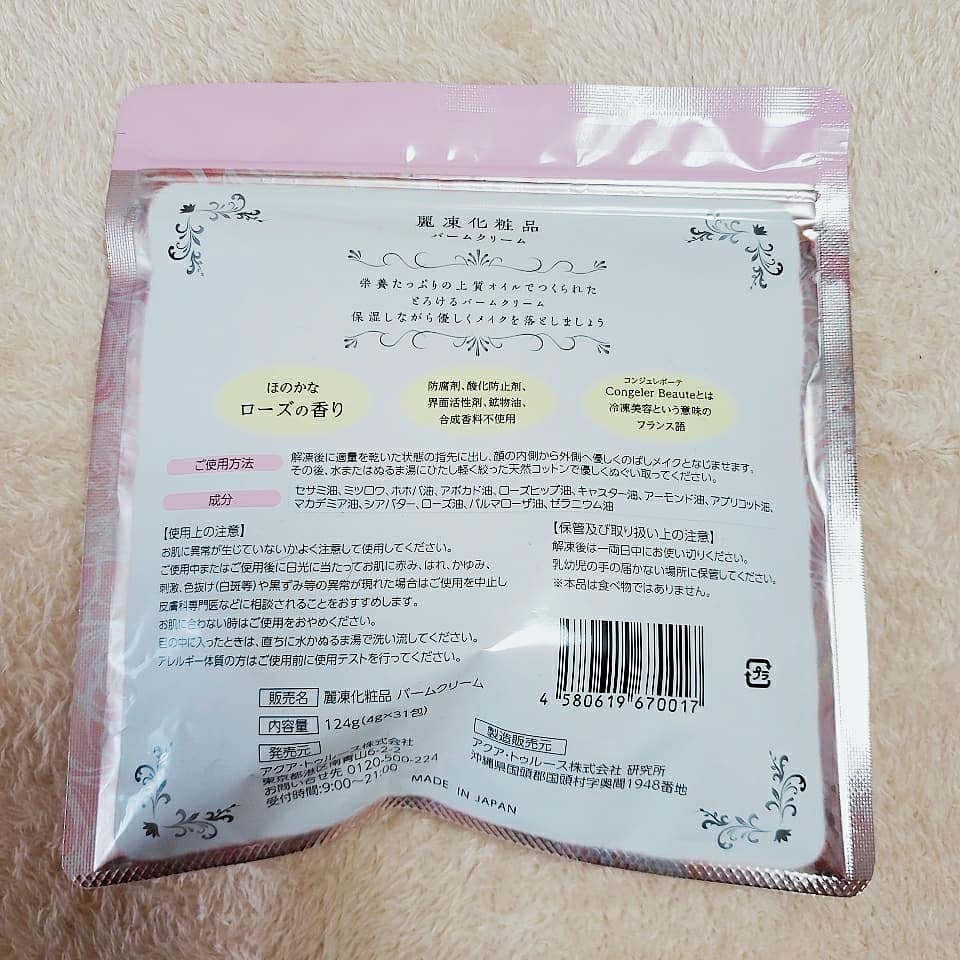 麗凍化粧品
バームクリーム
栄養たっぷりの上質オイルでつくられた
とろけるバームクリーム
保湿しながら優しくメイクを落としましょう
ほのかな
ローズの香り
防腐剤、酸化防止剤、
界面活性剤、鉱物油、
合成香料不使用
コンジュレボーテ
Congeler Beauteとは
冷凍美容という意味の
フランス語
ご使用方法
解凍後に適量を乾いた状態の指先に出し、顔の内側から外側へ優しくのばしメイクとなじませます。
その後、水またはぬるま湯にひたし軽く絞った天然コットンで優しくぬぐい取ってください。
成分
セサミ油、ミツロウ、ホホバ油、アボカド油、ローズヒップ油、キャスター油、アーモンド油、アプリコット油、
マカデミア油、シアバター、ローズ油、パルマローザ油、ゼラニウム油
【使用上の注意】
お肌に異常が生じていないかよく注意して使用してください。
ご使用中またはご使用後に日光に当たってお肌に赤み、はれ、かゆみ、
刺激、色抜け(白斑等)や黒ずみ等の異常が現れた場合はご使用を中止し
皮膚科専門医などに相談されることをおすすめします。
お肌に合わない時はご使用をおやめください。
目の中に入ったときは、直ちに水かぬるま湯で洗い流してください。
アレルギー体質の方はご使用前に使用テストを行ってください。
【保管及び取り扱い上の注意】
解凍後は一両日中にお使い切りください。
乳幼児の手の届かない場所に保管してください。
※本品は食べ物ではありません。
4 580619 670017
プラ
販売名 麗凍化粧品 バームクリーム
内容量 124g(4g×31包)
発売元
アクア・トゥルース株式会社
東京都港区南青山6-2-2
お問い合せ先 0120-500-224
受付時間:9:00〜21:00
製造販売元
アクア・トゥルース株式会社 研究所
沖縄県国頭郡国頭村字奥間1948番地
MADE IN JAPAN